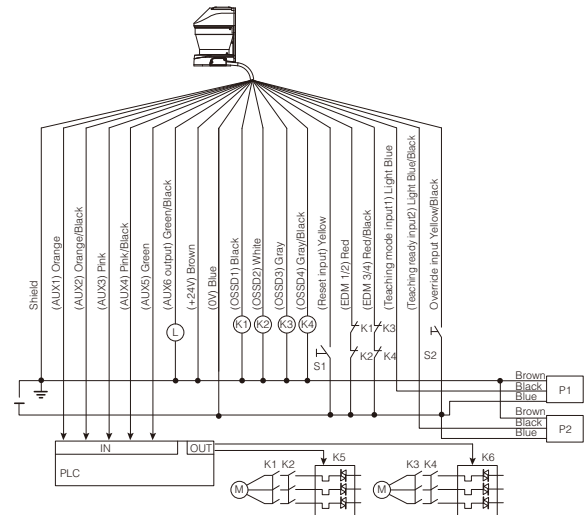 Shield
(AUX1) Orange
(AUX2) Orange/Black
(AUX3) Pink
(AUX4) Pink/Black
(AUX5) Green
(AUX6 output) Green/Black
(+24V) Brown
(0V) Blue
(OSSD1) Black
(OSSD2) White
(OSSD3) Gray
(OSSD4) Gray/Black
(Reset input) Yellow
(EDM 1/2) Red
(EDM 3/4) Red/Black
(Teaching mode input1) Light Blue
(Teaching ready input2) Light Blue/Black
Override input Yellow/Black
L
K1
K2
K3
K4
S1
K1
K3
K2
K4
S2
Brown
Black
Blue
P1
Brown
Black
Blue
P2
IN
OUT
PLC
K1 K2
K5
M
K3 K4
K6
M